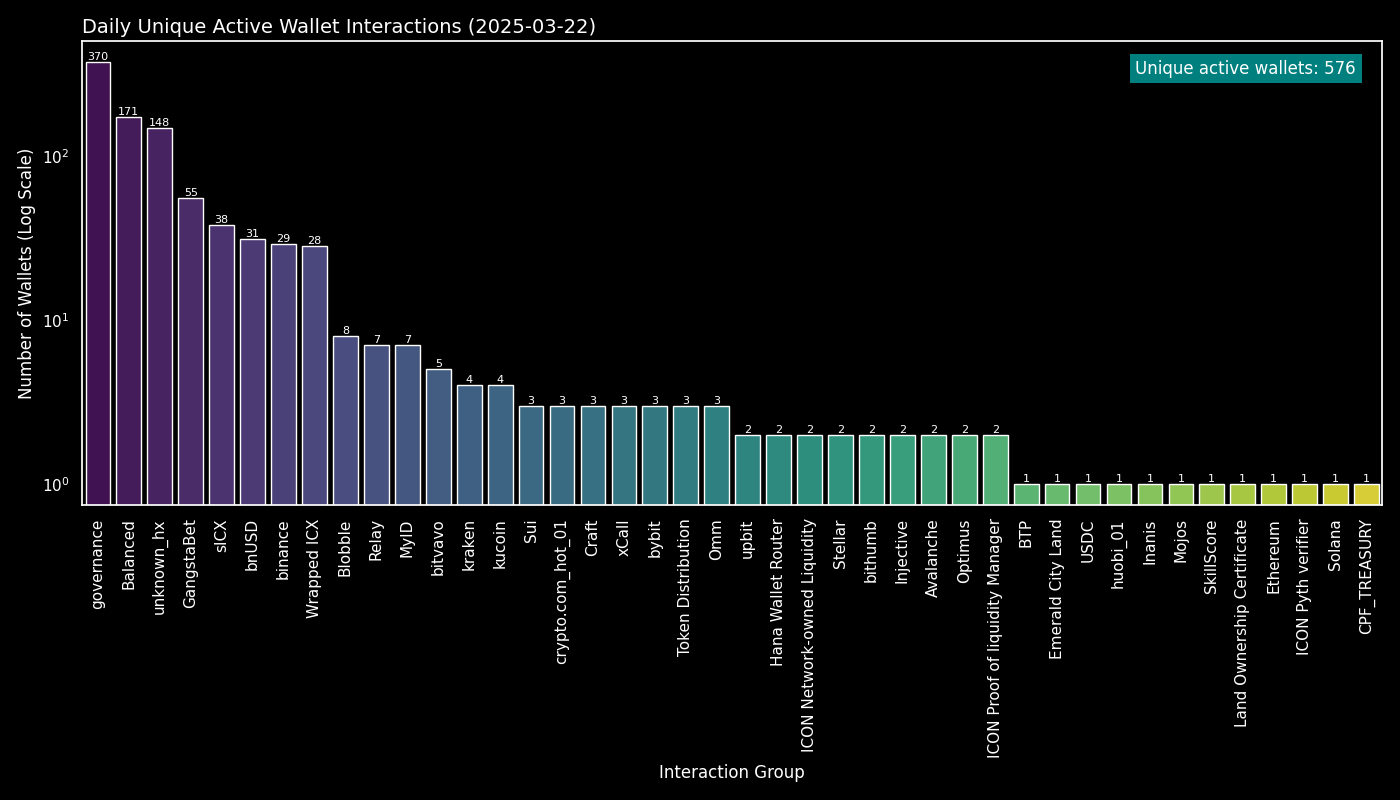 Daily Unique Active Wallet Interactions (2025-03-22)
Unique active wallets: 576
Number of Wallets (Log Scale)
10²
10¹
10⁰
370
171
148
55
38
31
29
28
8
7
7
5
4
4
3
3
3
3
3
3
3
2
2
2
2
2
2
2
2
2
1
1
1
1
1
1
1
1
1
1
1
1
governance
Balanced
unknown_hx
GangstaBet
sICX
bnUSD
binance
Wrapped ICX
Blobble
Relay
MyID
bitvavo
kraken
kucoin
Sui
crypto.com_hot_01
Craft
xCall
bybit
Token Distribution
Omm
upbit
Hana Wallet Router
ICON Network-owned Liquidity
Stellar
bithumb
Injective
Avalanche
Optimus
ICON Proof of liquidity Manager
BTP
Emerald City Land
USDC
huobi_01
Inanis
Mojos
SkillScore
Land Ownership Certificate
Ethereum
ICON Pyth verifier
Solana
CPF_TREASURY
Interaction Group